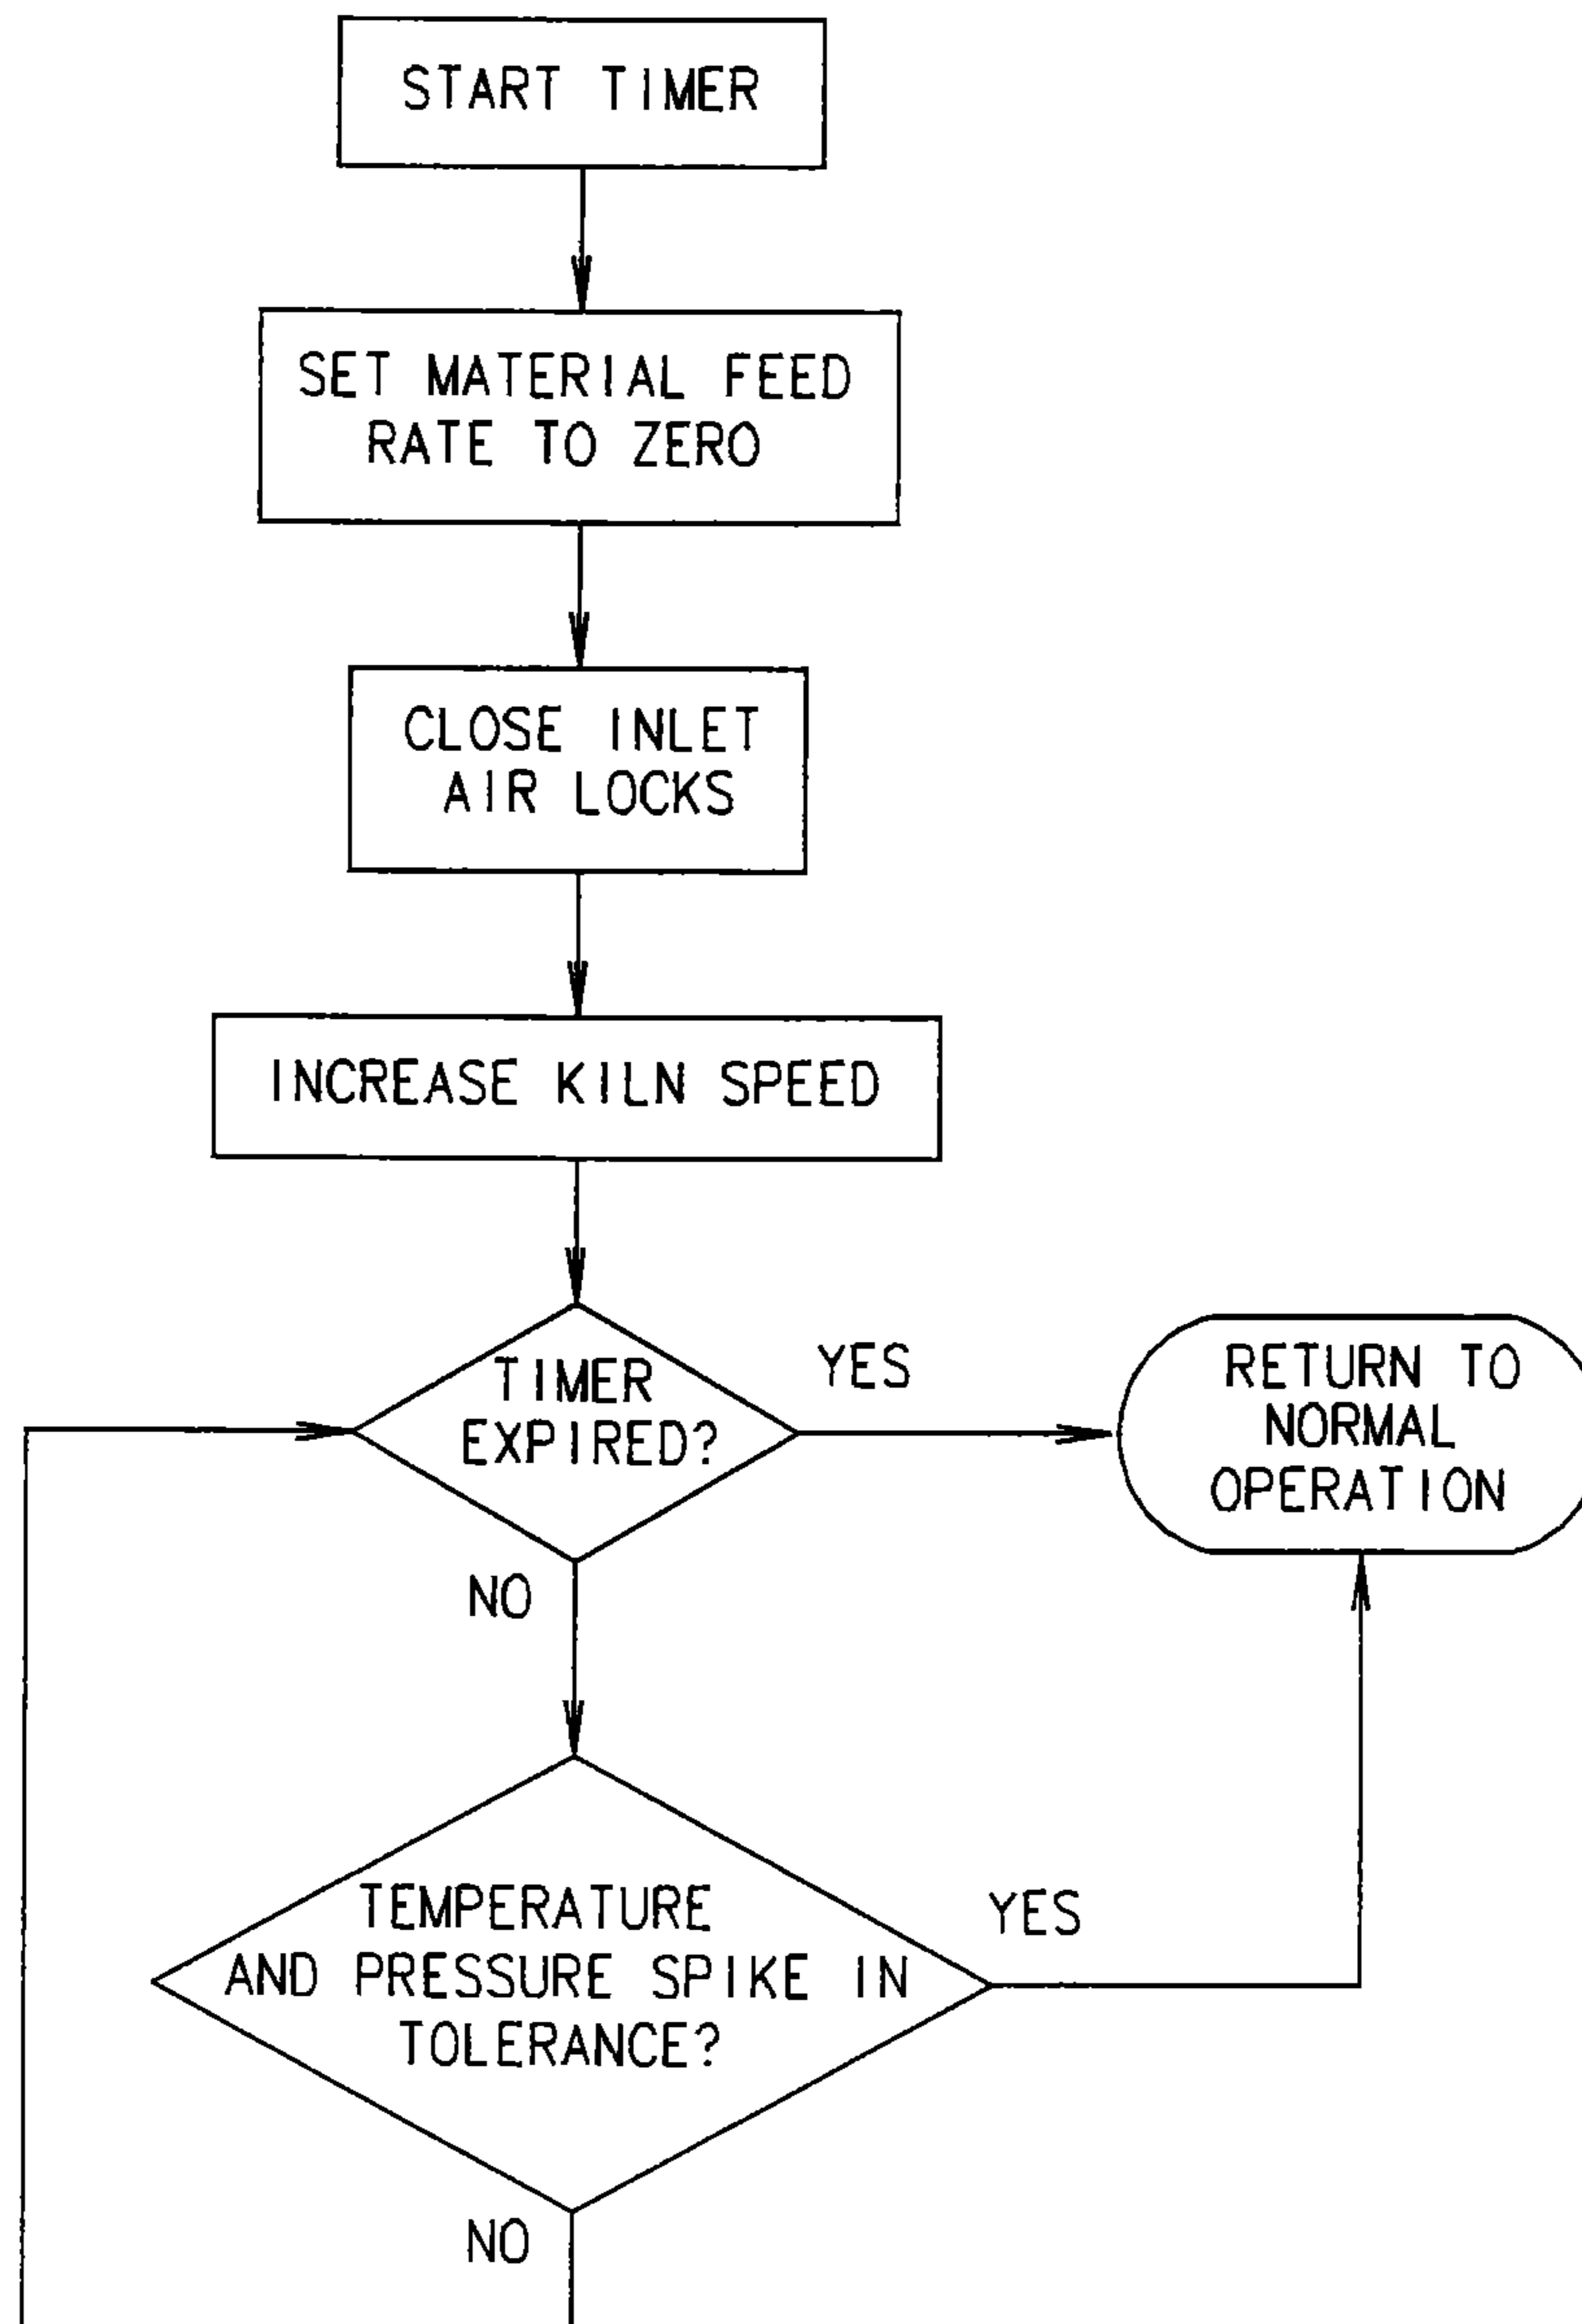 START TIMER
SET MATERIAL FEED
RATE TO ZERO
CLOSE INLET
AIR LOCKS
INCREASE KILN SPEED
TIMER
EXPIRED?
YES
RETURN TO
NORMAL
OPERATION
NO
TEMPERATURE
AND PRESSURE SPIKE IN
TOLERANCE?
YES
NO